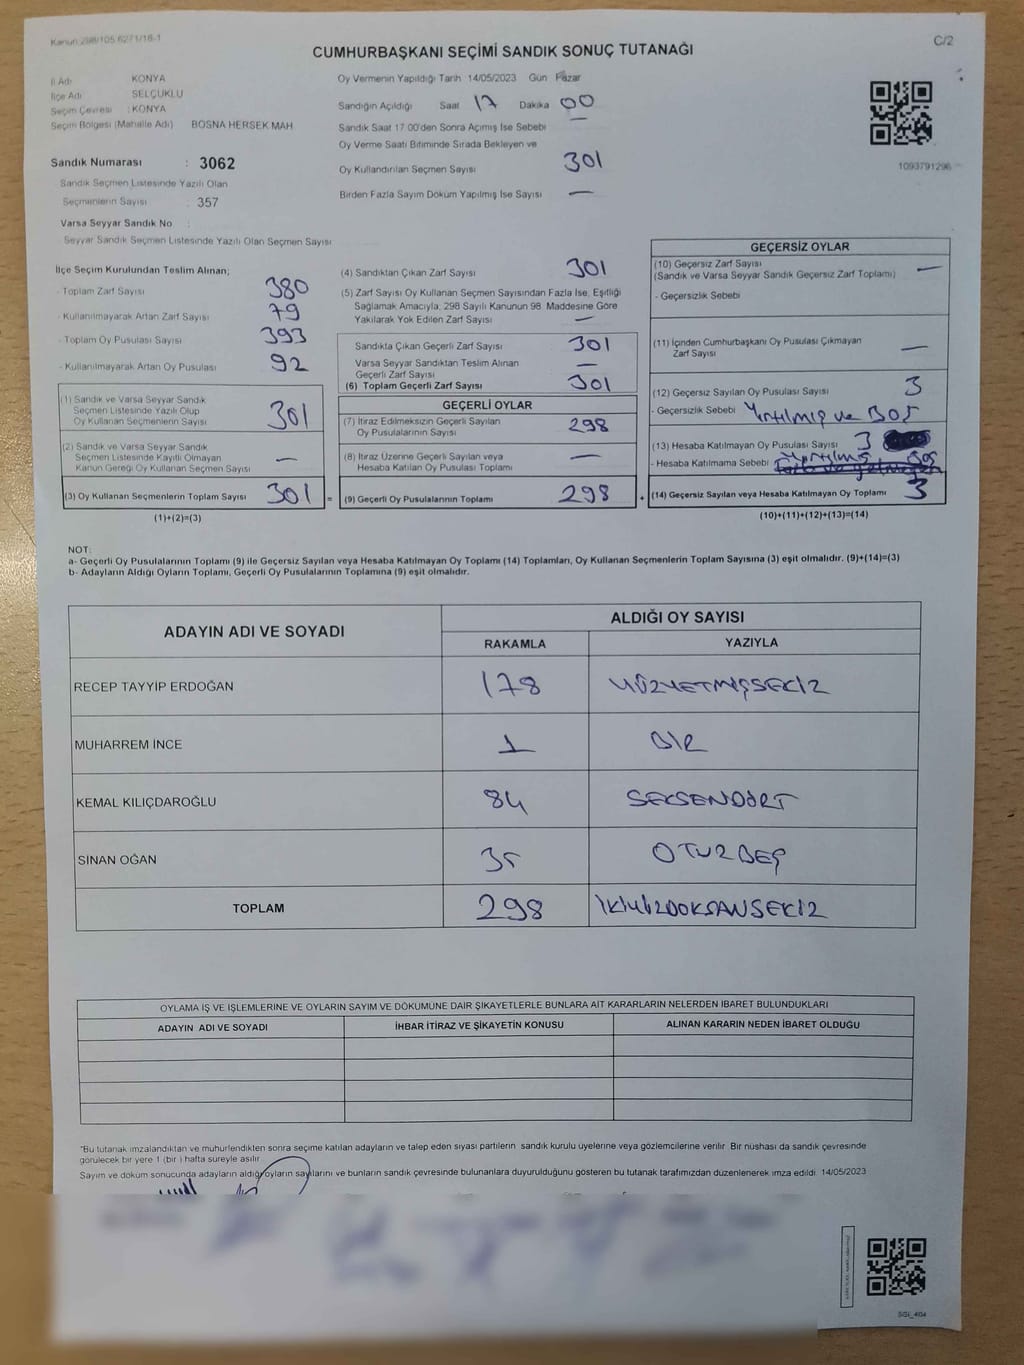 Kanun:298/105 6271/18-1
C/2
CUMHURBAŞKANI SEÇİMİ SANDIK SONUÇ TUTANAĞI
İl Adı : KONYA
İlçe Adı : SELÇUKLU
Seçim Çevresi : KONYA
Seçim Bölgesi (Mahalle Adı) BOSNA HERSEK MAH.
Sandık Numarası : 3062
Sandık Seçmen Listesinde Yazılı Olan
Seçmenlerin Sayısı : 357
Varsa Seyyar Sandık No :
Seyyar Sandık Seçmen Listesinde Yazılı Olan Seçmen Sayısı
Oy Vermenin Yapıldığı Tarih 14/05/2023 Gün Pazar
Sandığın Açıldığı Saat 17 Dakika 00
Sandık Saat 17:00'den Sonra Açımış İse Sebebi —
Oy Verme Saati Bitiminde Sırada Bekleyen ve
Oy Kullandırılan Seçmen Sayısı 301
Birden Fazla Sayım Döküm Yapılmış İse Sayısı —
1093791296
İlçe Seçim Kurulundan Teslim Alınan;
- Toplam Zarf Sayısı 380
- Kullanılmayarak Artan Zarf Sayısı 79
- Toplam Oy Pusulası Sayısı 393
- Kullanılmayarak Artan Oy Pusulası 92
(1) Sandık ve Varsa Seyyar Sandık
Seçmen Listesinde Yazılı Olup
Oy Kullanan Seçmenlerin Sayısı 301
(2) Sandık ve Varsa Seyyar Sandık
Seçmen Listesinde Kayıtlı Olmayan
Kanun Gereği Oy Kullanan Seçmen Sayısı —
(3) Oy Kullanan Seçmenlerin Toplam Sayısı 301 =
(1)+(2)=(3)
(4) Sandıktan Çıkan Zarf Sayısı 301
(5) Zarf Sayısı Oy Kullanan Seçmen Sayısından Fazla İse, Eşitliği
Sağlamak Amacıyla, 298 Sayılı Kanunun 98. Maddesine Göre
Yakılarak Yok Edilen Zarf Sayısı —
Sandıkta Çıkan Geçerli Zarf Sayısı 301
Varsa Seyyar Sandıktan Teslim Alınan
Geçerli Zarf Sayısı —
(6) Toplam Geçerli Zarf Sayısı 301
GEÇERLİ OYLAR
(7) İtiraz Edilmeksizin Geçerli Sayılan
Oy Pusulalarının Sayısı 298
(8) İtiraz Üzerine Geçerli Sayılan veya
Hesaba Katılan Oy Pusulası Toplamı —
(9) Geçerli Oy Pusulalarının Toplamı 298 +
GEÇERSİZ OYLAR
(10) Geçersiz Zarf Sayısı
(Sandık ve Varsa Seyyar Sandık Geçersiz Zarf Toplamı) —
- Geçersizlik Sebebi
(11) İçinden Cumhurbaşkanı Oy Pusulası Çıkmayan
Zarf Sayısı —
(12) Geçersiz Sayılan Oy Pusulası Sayısı 3
- Geçersizlik Sebebi Yırtılmış ve BOŞ
(13) Hesaba Katılmayan Oy Pusulası Sayısı 3
- Hesaba Katılmama Sebebi Yırtılmış BOŞ
(14) Geçersiz Sayılan veya Hesaba Katılmayan Oy Toplamı 3
(10)+(11)+(12)+(13)=(14)
NOT:
a- Geçerli Oy Pusulalarının Toplamı (9) ile Geçersiz Sayılan veya Hesaba Katılmayan Oy Toplamı (14) Toplamları, Oy Kullanan Seçmenlerin Toplam Sayısına (3) eşit olmalıdır. (9)+(14)=(3)
b- Adayların Aldığı Oyların Toplamı, Geçerli Oy Pusulalarının Toplamına (9) eşit olmalıdır.
ADAYIN ADI VE SOYADI ALDIĞI OY SAYISI
RAKAMLA YAZIYLA
RECEP TAYYİP ERDOĞAN 178 YÜZYETMİŞSEKİZ
MUHARREM İNCE 1 BİR
KEMAL KILIÇDAROĞLU 84 SEKSENDÖRT
SİNAN OĞAN 35 OTUZBEŞ
TOPLAM 298 İKİYÜZDOKSANSEKİZ
OYLAMA İŞ VE İŞLEMLERİNE VE OYLARIN SAYIM VE DÖKÜMÜNE DAİR ŞİKAYETLERLE BUNLARA AİT KARARLARIN NELERDEN İBARET BULUNDUKLARI
ADAYIN ADI VE SOYADI İHBAR İTİRAZ VE ŞİKAYETİN KONUSU ALINAN KARARIN NEDEN İBARET OLDUĞU
*Bu tutanak imzalandıktan ve mühürlendikten sonra seçime katılan adayların ve talep eden siyasi partilerin sandık kurulu üyelerine veya gözlemcilerine verilir. Bir nüshası da sandık çevresinde
görülecek bir yere 1 (bir ) hafta süreyle asılır.
Sayım ve döküm sonucunda adayların aldığı oyların sayılarını ve bunların sandık çevresinde bulunanlara duyurulduğunu gösteren bu tutanak tarafımızdan düzenlenerek imza edildi. 14/05/2023